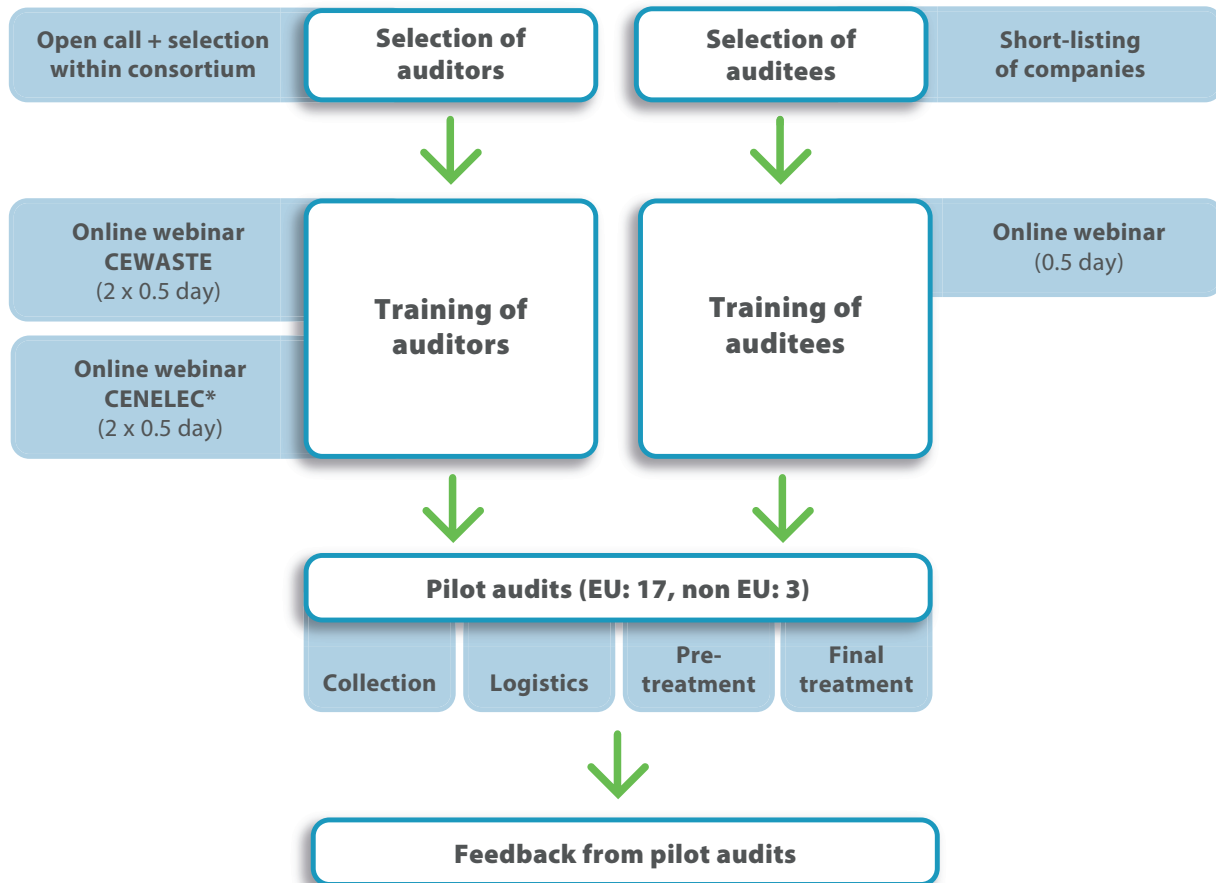 Open call + selection
within consortium
Selection of
auditors
Selection of
auditees
Short-listing
of companies
Online webinar
CEWASTE
(2 x 0.5 day)
Online webinar
CENELEC*
(2 x 0.5 day)
Training of
auditors
Training of
auditees
Online webinar
(0.5 day)
Pilot audits (EU: 17, non EU: 3)
Collection
Logistics
Pre-
treatment
Final
treatment
Feedback from pilot audits